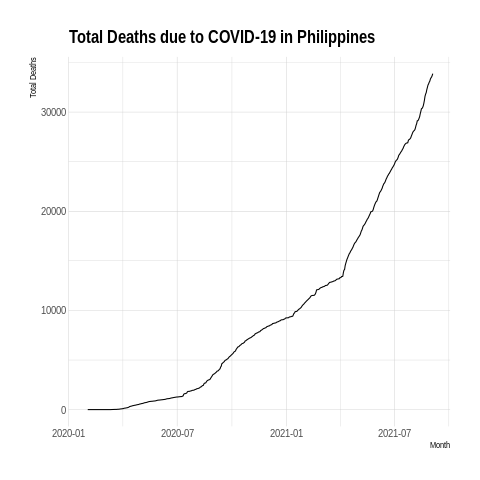 Total Deaths due to COVID-19 in Philippines
Total Deaths
30000
20000
10000
0
2020-01 2020-07 2021-01 2021-07
Month